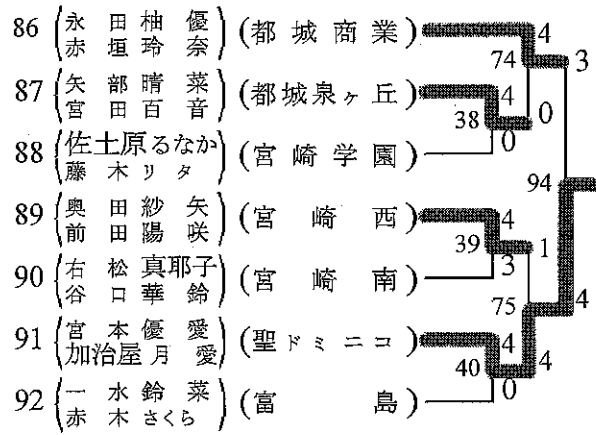 86 (永田柚優 赤垣玲奈) (都城商業) 4
74 3
87 (矢部晴菜 宮田百音) (都城泉ヶ丘) 4 0
38 0
88 (佐土原るなか 藤木リタ) (宮崎学園)
94
89 (奥田紗矢 前田陽咲) (宮崎西) 4
39 3 1
90 (右松真耶子 谷口華鈴) (宮崎南)
75 4
91 (宮本優愛 加治屋月愛) (聖ドミニコ) 4
40 0 4
92 (一水鈴菜 赤木さくら) (富島)